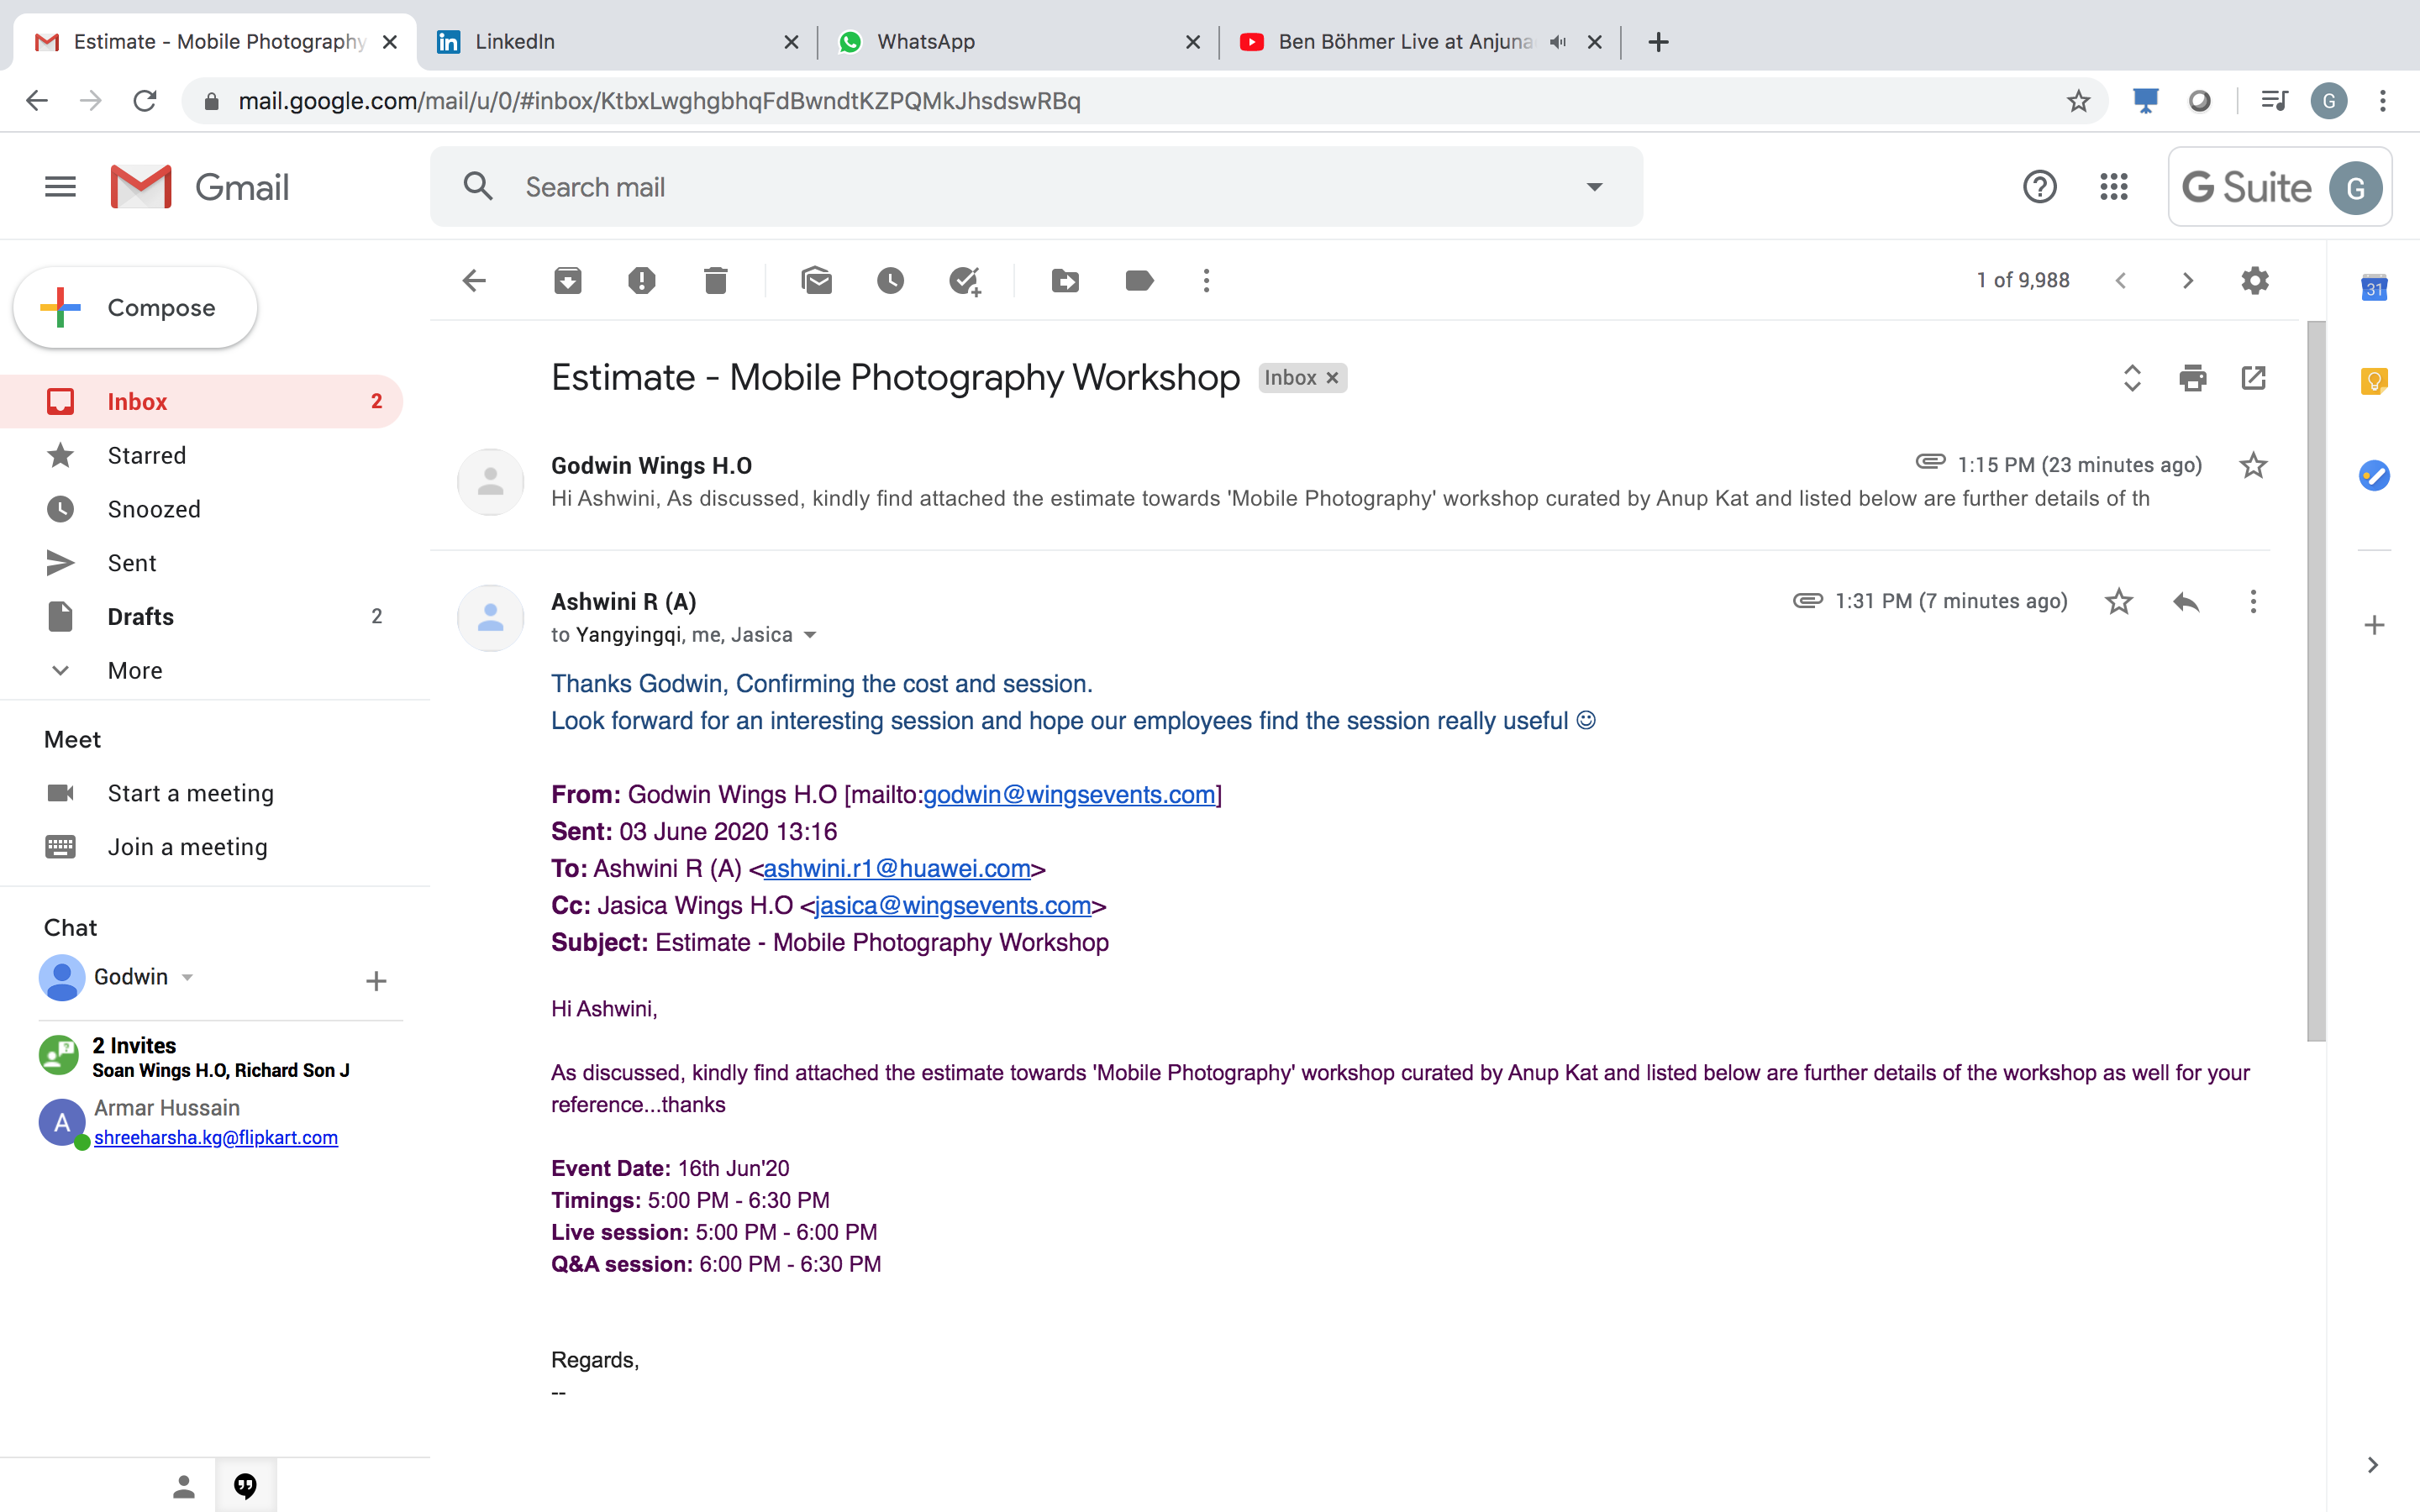 Estimate - Mobile Photography
LinkedIn
WhatsApp
Ben Böhmer Live at Anjuna
mail.google.com/mail/u/0/#inbox/KtbxLwghgbhqFdBwndtKZPQMkJhsdswRBq
G
Gmail
Search mail
G Suite
G
Compose
1 of 9,988
31
Inbox 2
Starred
Snoozed
Sent
Drafts 2
More
Meet
Start a meeting
Join a meeting
Chat
Godwin
2 Invites
Soan Wings H.O, Richard Son J
A
Armar Hussain
shreeharsha.kg@flipkart.com
Estimate - Mobile Photography Workshop Inbox
Godwin Wings H.O 1:15 PM (23 minutes ago)
Hi Ashwini, As discussed, kindly find attached the estimate towards 'Mobile Photography' workshop curated by Anup Kat and listed below are further details of th
Ashwini R (A) 1:31 PM (7 minutes ago)
to Yangyingqi, me, Jasica
Thanks Godwin, Confirming the cost and session.
Look forward for an interesting session and hope our employees find the session really useful ☺
From: Godwin Wings H.O [mailto:godwin@wingsevents.com]
Sent: 03 June 2020 13:16
To: Ashwini R (A) <ashwini.r1@huawei.com>
Cc: Jasica Wings H.O <jasica@wingsevents.com>
Subject: Estimate - Mobile Photography Workshop
Hi Ashwini,
As discussed, kindly find attached the estimate towards 'Mobile Photography' workshop curated by Anup Kat and listed below are further details of the workshop as well for your
reference...thanks
Event Date: 16th Jun'20
Timings: 5:00 PM - 6:30 PM
Live session: 5:00 PM - 6:00 PM
Q&A session: 6:00 PM - 6:30 PM
Regards,
--